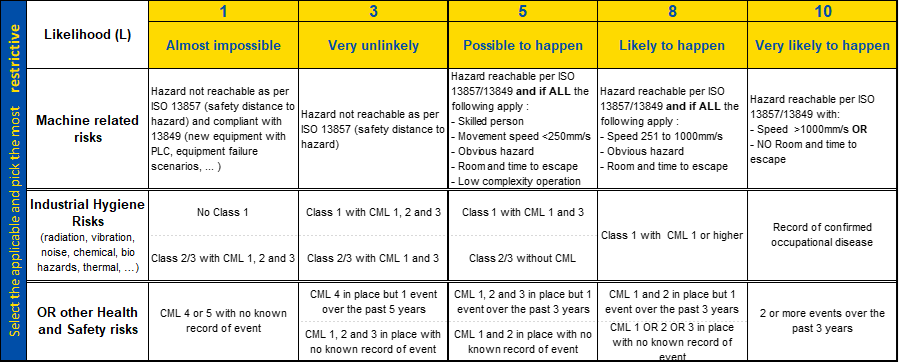 Select the applicable and pick the most restrictive
Likelihood (L)
1
3
5
8
10
Almost impossible
Very unlinkely
Possible to happen
Likely to happen
Very likely to happen
Machine related
risks
Hazard not reachable as per
ISO 13857 (safety distance to
hazard) and compliant with
13849 (new equipment with
PLC, equipment failure
scenarios, ... )
Hazard not reachable as per
ISO 13857 (safety distance to
hazard)
Hazard reachable per ISO
13857/13849 and if ALL the
following apply :
- Skilled person
- Movement speed <250mm/s
- Obvious hazard
- Room and time to escape
- Low complexity operation
Hazard reachable per ISO
13857/13849 and if ALL the
following apply :
- Speed 251 to 1000mm/s
- Obvious hazard
- Room and time to escape
Hazard reachable per ISO
13857/13849 with:
- Speed >1000mm/s OR
- NO Room and time to
escape
Industrial Hygiene
Risks
(radiation, vibration,
noise, chemical, bio
hazards, thermal, ...)
No Class 1
Class 2/3 with CML 1, 2 and 3
Class 1 with CML 1, 2 and 3
Class 2/3 with CML 1 and 3
Class 1 with CML 1 and 3
Class 2/3 without CML
Class 1 with CML 1 or higher
Record of confirmed
occupational disease
OR other Health
and Safety risks
CML 4 or 5 with no known
record of event
CML 4 in place but 1 event
over the past 5 years
CML 1, 2 and 3 in place with
no known record of event
CML 1, 2 and 3 in place but 1
event over the past 3 years
CML 1 and 2 in place with no
known record of event
CML 1 and 2 in place but 1
event over the past 3 years
CML 1 OR 2 OR 3 in place
with no known record of
event
2 or more events over the
past 3 years